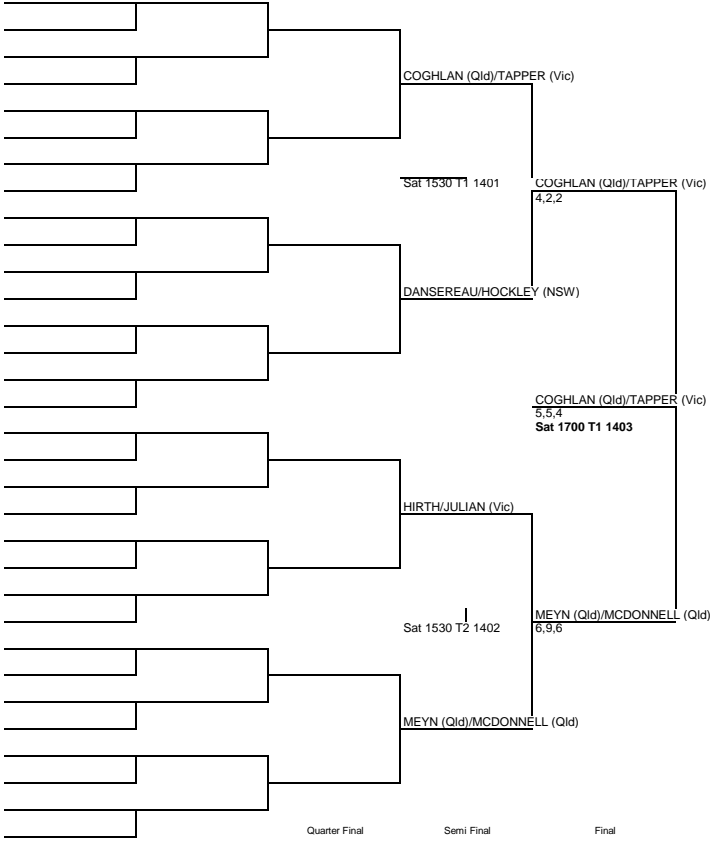 COGHLAN (Qld)/TAPPER (Vic)
Sat 1530 T1 1401
COGHLAN (Qld)/TAPPER (Vic)
4,2,2
DANSEREAU/HOCKLEY (NSW)
COGHLAN (Qld)/TAPPER (Vic)
5,5,4
Sat 1700 T1 1403
HIRTH/JULIAN (Vic)
MEYN (Qld)/MCDONNELL (Qld)
Sat 1530 T2 1402
6,9,6
MEYN (Qld)/MCDONNELL (Qld)
Quarter Final
Semi Final
Final